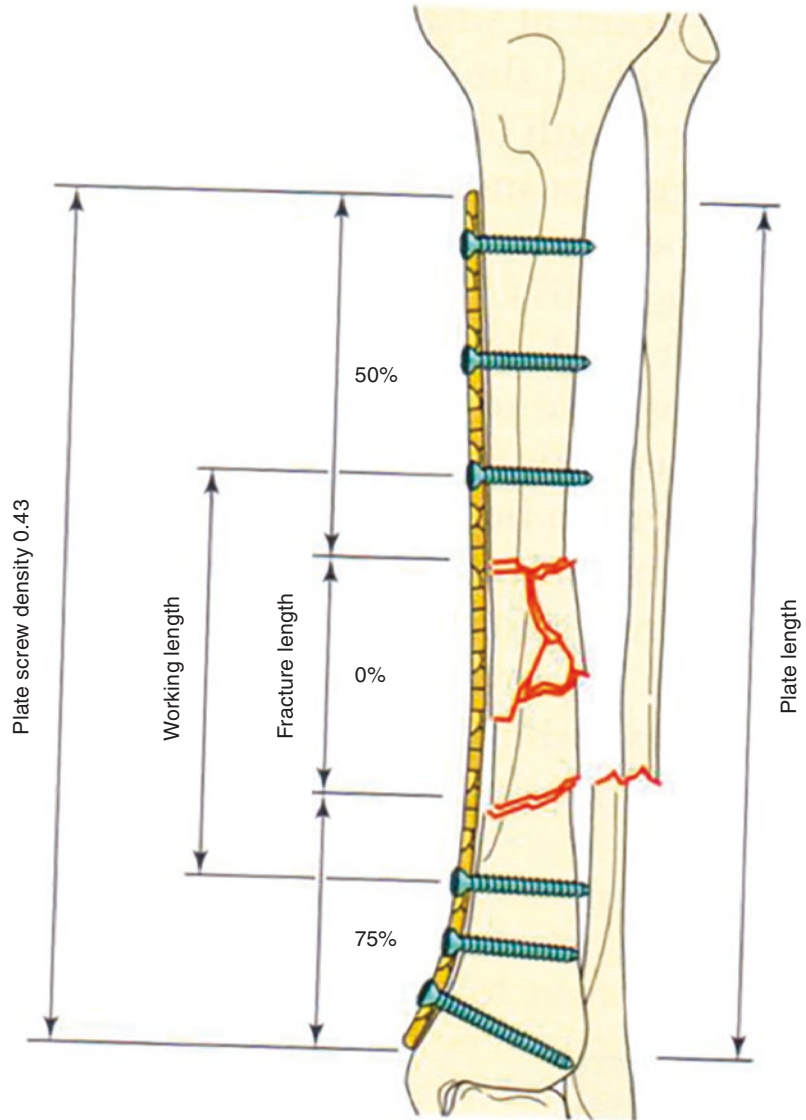 Plate screw density 0.43
Working length
Fracture length
50%
0%
75%
Plate length